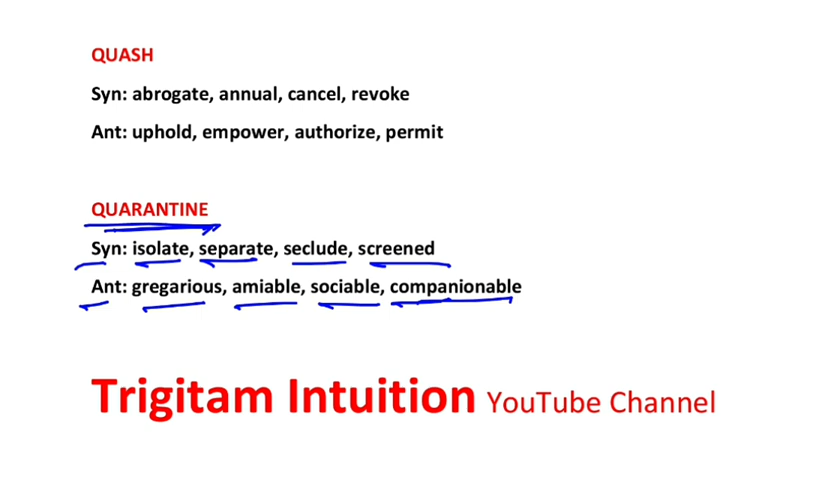 QUASH
Syn: abrogate, annual, cancel, revoke
Ant: uphold, empower, authorize, permit
QUARANTINE
Syn: isolate, separate, seclude, screened
Ant: gregarious, amiable, sociable, companionable
Trigitam Intuition YouTube Channel